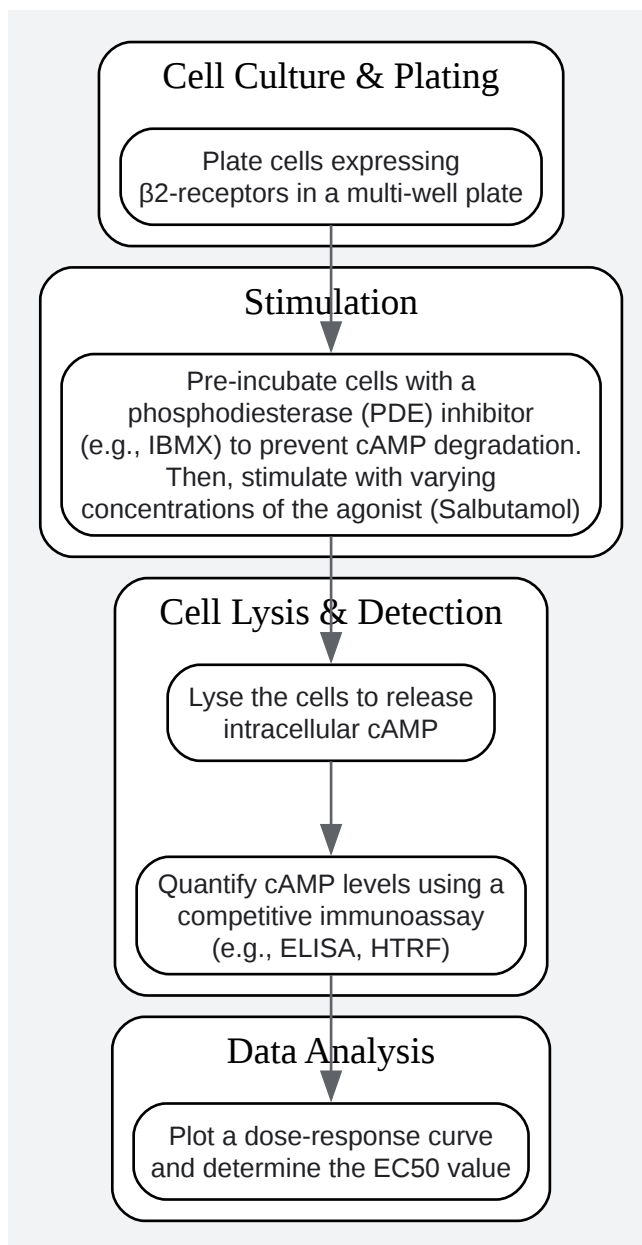 Cell Culture & Plating
Plate cells expressing
β2-receptors in a multi-well plate
Stimulation
Pre-incubate cells with a
phosphodiesterase (PDE) inhibitor
(e.g., IBMX) to prevent cAMP degradation.
Then, stimulate with varying
concentrations of the agonist (Salbutamol)
Cell Lysis & Detection
Lyse the cells to release
intracellular cAMP
Quantify cAMP levels using a
competitive immunoassay
(e.g., ELISA, HTRF)
Data Analysis
Plot a dose-response curve
and determine the EC50 value